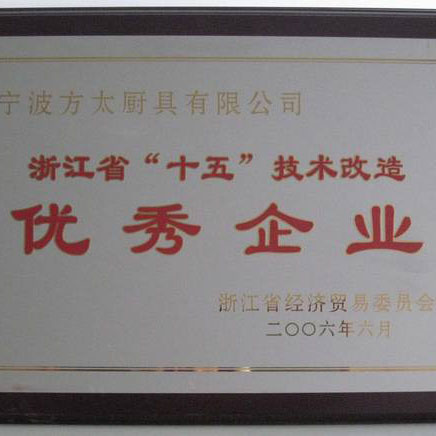 宁波方太厨具有限公司
浙江省“十五”技术改造
优秀企业
浙江省经济贸易委员会
二〇〇六年六月